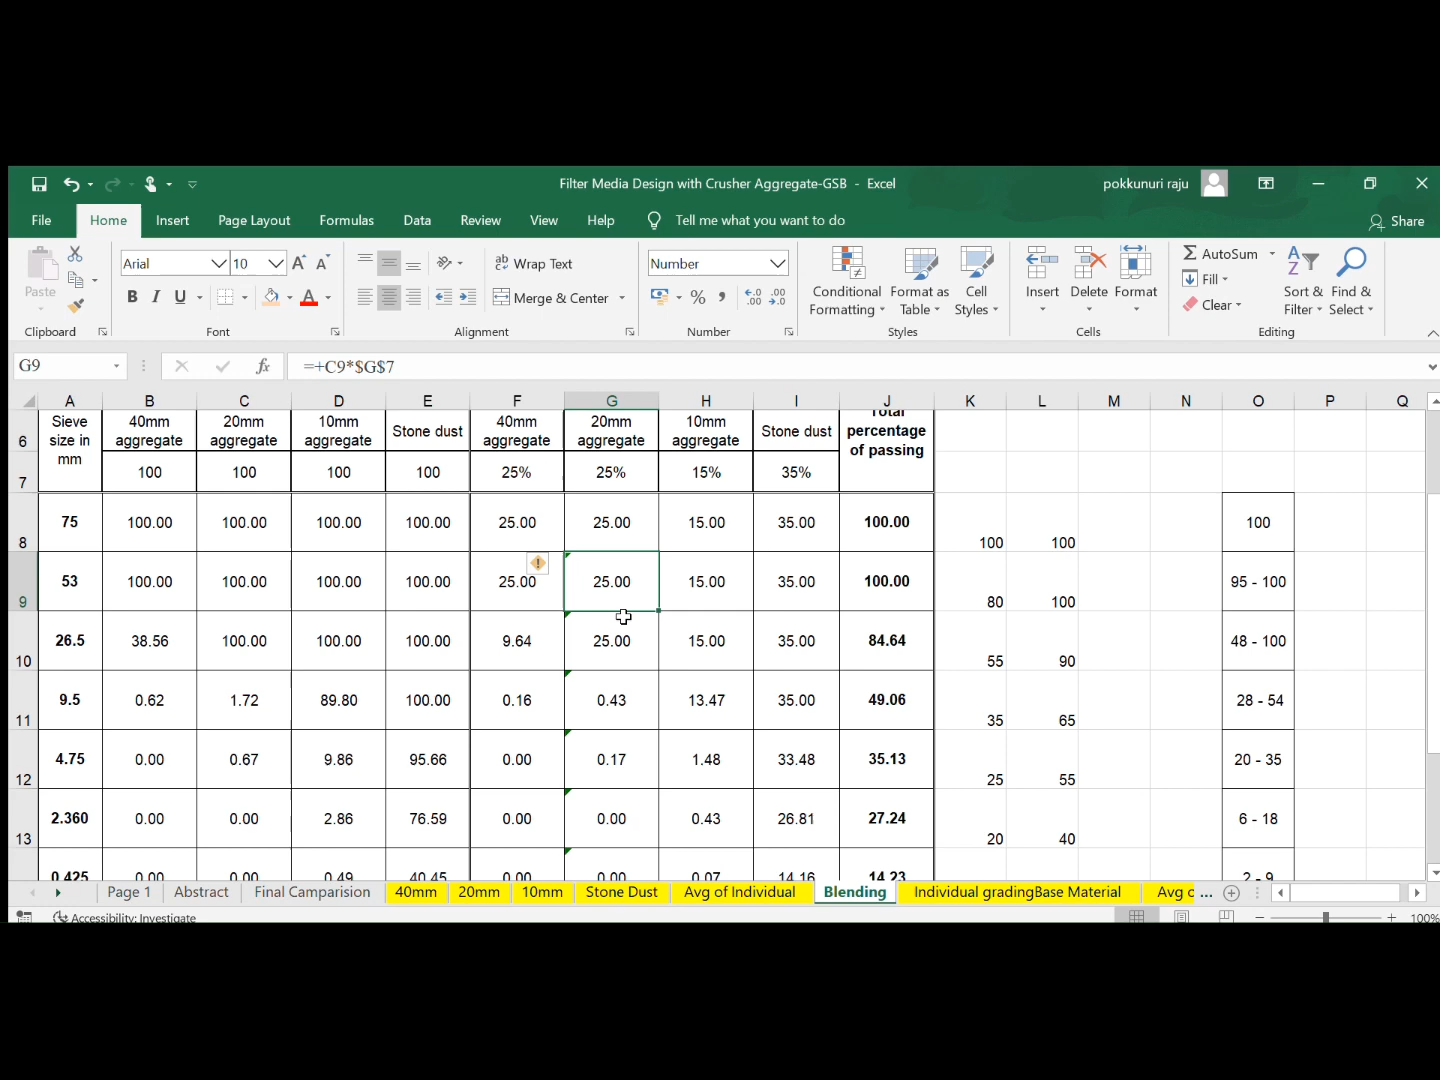 Filter Media Design with Crusher Aggregate-GSB - Excel
pokkunuri raju
File Home Insert Page Layout Formulas Data Review View Help Tell me what you want to do Share
Paste Arial 10 Wrap Text Number AutoSum
B I U Merge & Center % , Conditional Formatting Format as Table Cell Styles Insert Delete Format Fill Clear Sort & Filter Find & Select
Clipboard Font Alignment Number Styles Cells Editing
G9 fx =+C9*$G$7
A B C D E F G H I J K L M N O P Q
6 Sieve size in mm 40mm aggregate 20mm aggregate 10mm aggregate Stone dust 40mm aggregate 20mm aggregate 10mm aggregate Stone dust Total percentage of passing
7 100 100 100 100 25% 25% 15% 35%
8 75 100.00 100.00 100.00 100.00 25.00 25.00 15.00 35.00 100.00 100 100 100
9 53 100.00 100.00 100.00 100.00 25.00 25.00 15.00 35.00 100.00 80 100 95 - 100
10 26.5 38.56 100.00 100.00 100.00 9.64 25.00 15.00 35.00 84.64 55 90 48 - 100
11 9.5 0.62 1.72 89.80 100.00 0.16 0.43 13.47 35.00 49.06 35 65 28 - 54
12 4.75 0.00 0.67 9.86 95.66 0.00 0.17 1.48 33.48 35.13 25 55 20 - 35
13 2.360 0.00 0.00 2.86 76.59 0.00 0.00 0.43 26.81 27.24 20 40 6 - 18
0.425 0.00 0.00 0.49 40.45 0.00 0.00 0.07 14.16 14.23 2 - 9
Page 1 Abstract Final Comparision 40mm 20mm 10mm Stone Dust Avg of Individual Blending Individual gradingBase Material Avg c ...
Accessibility: Investigate 100%